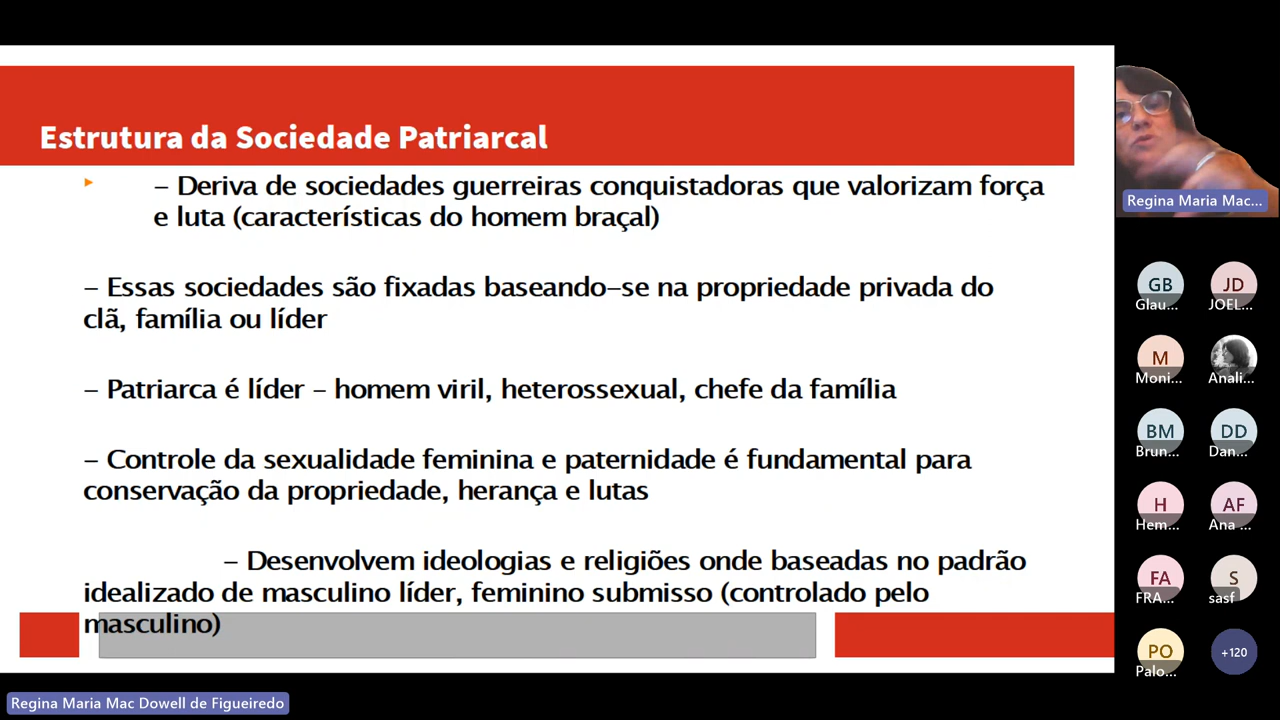 Estrutura da Sociedade Patriarcal
– Deriva de sociedades guerreiras conquistadoras que valorizam força
e luta (características do homem braçal)
– Essas sociedades são fixadas baseando-se na propriedade privada do
clã, família ou líder
– Patriarca é líder – homem viril, heterossexual, chefe da família
– Controle da sexualidade feminina e paternidade é fundamental para
conservação da propriedade, herança e lutas
– Desenvolvem ideologias e religiões onde baseadas no padrão
idealizado de masculino líder, feminino submisso (controlado pelo
masculino)
Regina Maria Mac...
GB
Glau...
JD
JOEL...
M
Moni...
Anali...
BM
Brun...
DD
Dan...
H
Hem...
AF
Ana ...
FA
FRA...
S
sasf
PO
Palo...
+120
Regina Maria Mac Dowell de Figueiredo